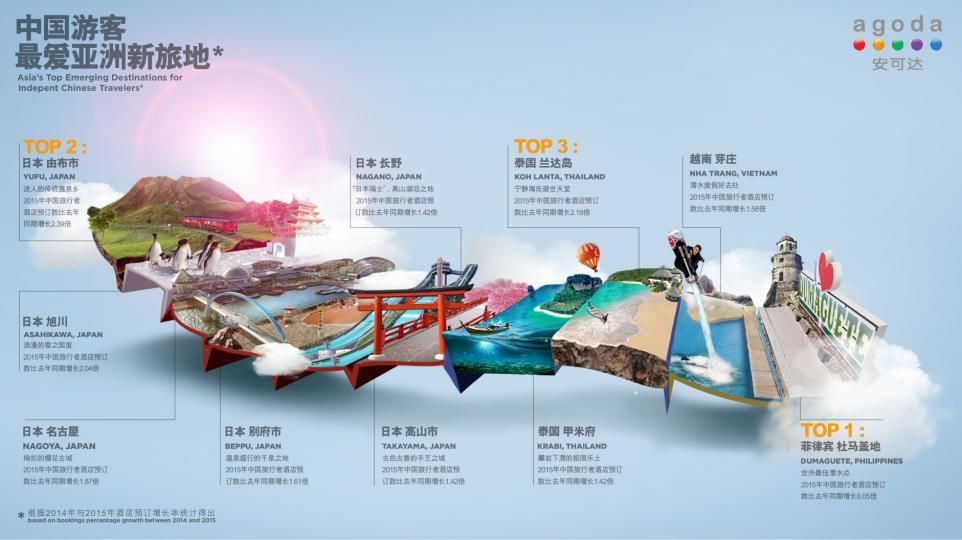 中国游客
最爱亚洲新旅地*
Asia's Top Emerging Destinations for
Indepent Chinese Travelers*
agoda
安可达
TOP 2 :
日本 由布市
YUFU, JAPAN
迷人的传统温泉乡
2015年中国旅行者
酒店预订数比去年
同期增长2.39倍
日本 长野
NAGANO, JAPAN
"日本瑞士"，高山湖泊之地
2015年中国旅行者酒店预
订数比去年同期增长1.42倍
TOP 3 :
泰国 兰达岛
KOH LANTA, THAILAND
宁静海岛避世天堂
2015年中国旅行者酒店预订
数比去年同期增长2.19倍
越南 芽庄
NHA TRANG, VIETNAM
潜水度假好去处
2015年中国旅行者酒店预订
数比去年同期增长1.58倍
DUMAGUETE
日本 旭川
ASAHIKAWA, JAPAN
浪漫的雪之国度
2015年中国旅行者酒店预订
数比去年同期增长2.04倍
日本 名古屋
NAGOYA, JAPAN
绚烂的樱花古城
2015年中国旅行者酒店预订
数比去年同期增长1.87倍
日本 别府市
BEPPU, JAPAN
温泉盛行的千泉之地
2015年中国旅行者酒店预
订数比去年同期增长1.61倍
日本 高山市
TAKAYAMA, JAPAN
古色古香的手艺之城
2015年中国旅行者酒店预
订数比去年同期增长1.42倍
泰国 甲米府
KRABI, THAILAND
攀岩下潜的极限乐土
2015年中国旅行者酒店预订
数比去年同期增长1.42倍
TOP 1 :
菲律宾 杜马盖地
DUMAGUETE, PHILIPPINES
世外最佳潜水点
2015年中国旅行者酒店预订
数比去年同期增长8.05倍
* 根据2014年与2015年酒店预订增长率统计得出
based on bookings percentage growth between 2014 and 2015